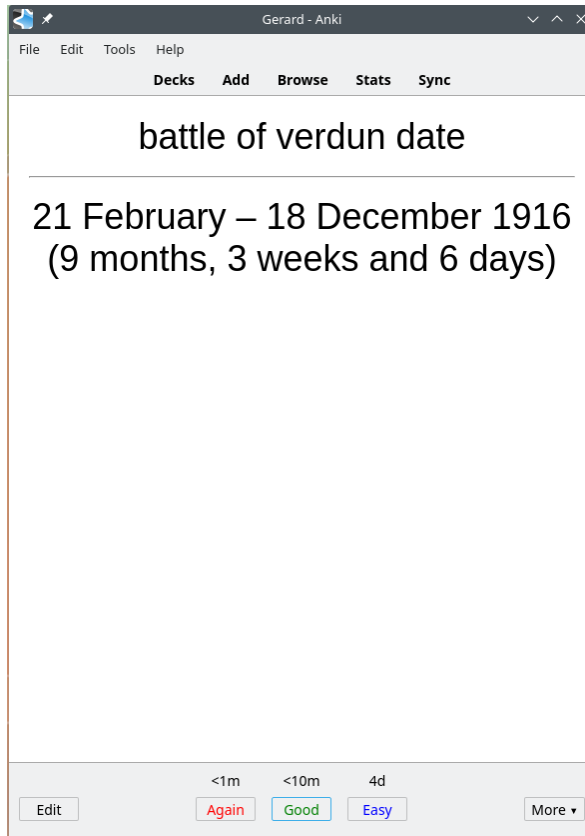 Gerard - Anki
File Edit Tools Help
Decks Add Browse Stats Sync
battle of verdun date
21 February – 18 December 1916
(9 months, 3 weeks and 6 days)
<1m <10m 4d
Edit Again Good Easy More ▾